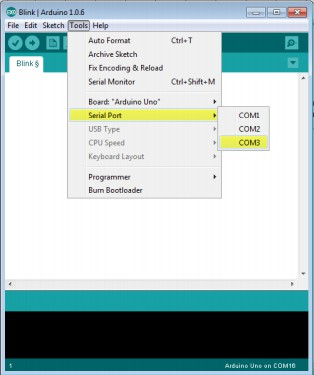 Blink | Arduino 1.0.6
File Edit Sketch Tools Help
Blink §
Auto Format Ctrl+T
Archive Sketch
Fix Encoding & Reload
Serial Monitor Ctrl+Shift+M
Board: "Arduino Uno"
Serial Port
USB Type
CPU Speed
Keyboard Layout
Programmer
Burn Bootloader
COM1
COM2
COM3
1 Arduino Uno on COM16